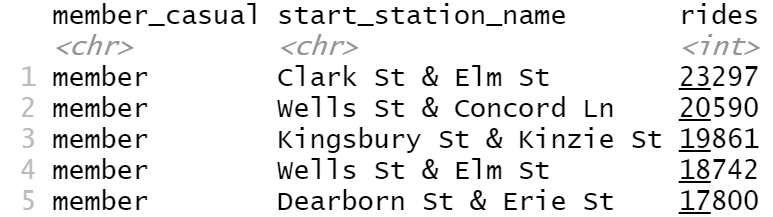 member_casual start_station_name rides
<chr> <chr> <int>
1 member Clark St & Elm St 23297
2 member Wells St & Concord Ln 20590
3 member Kingsbury St & Kinzie St 19861
4 member Wells St & Elm St 18742
5 member Dearborn St & Erie St 17800